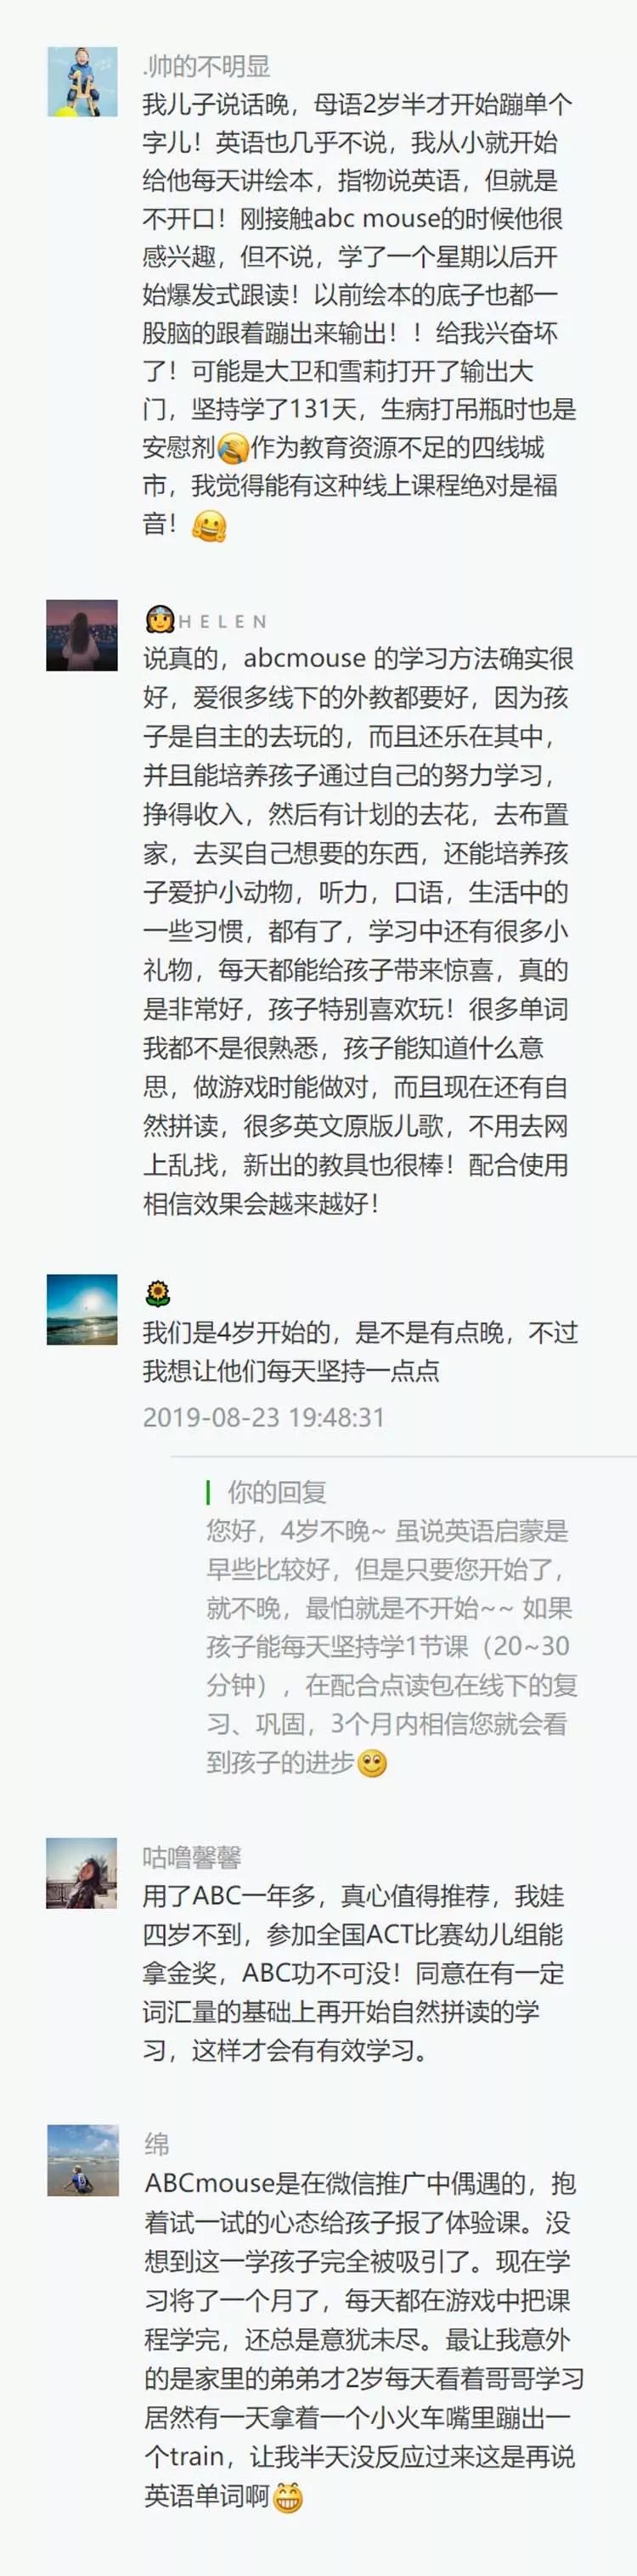 .帅的不明显
我儿子说话晚，母语2岁半才开始蹦单个
字儿！英语也几乎不说，我从小就开始
给他每天讲绘本，指物说英语，但就是
不开口！刚接触abc mouse的时候他很
感兴趣，但不说，学了一个星期以后开
始爆发式跟读！以前绘本的底子也都一
股脑的跟着蹦出来输出！！给我兴奋坏
了！可能是大卫和雪莉打开了输出大
门，坚持学了131天，生病打吊瓶时也是
安慰剂🤣作为教育资源不足的四线城
市，我觉得能有这种线上课程绝对是福
音！🤗
👸HELEN
说真的，abcmouse 的学习方法确实很
好，爱很多线下的外教都要好，因为孩
子是自主的去玩的，而且还乐在其中，
并且能培养孩子通过自己的努力学习，
挣得收入，然后有计划的去花，去布置
家，去买自己想要的东西，还能培养孩
子爱护小动物，听力，口语，生活中的
一些习惯，都有了，学习中还有很多小
礼物，每天都能给孩子带来惊喜，真的
是非常好，孩子特别喜欢玩！很多单词
我都不是很熟悉，孩子能知道什么意
思，做游戏时能做对，而且现在还有自
然拼读，很多英文原版儿歌，不用去网
上乱找，新出的教具也很棒！配合使用
相信效果会越来越好！
🌻
我们是4岁开始的，是不是有点晚，不过
我想让他们每天坚持一点点
2019-08-23 19:48:31
你的回复
您好，4岁不晚~ 虽说英语启蒙是
早些比较好，但是只要您开始了，
就不晚，最怕就是不开始~~ 如果
孩子能每天坚持学1节课（20~30
分钟），在配合点读包在线下的复
习、巩固，3个月内相信您就会看
到孩子的进步🙂
咕噜馨馨
用了ABC一年多，真心值得推荐，我娃
四岁不到，参加全国ACT比赛幼儿组能
拿金奖，ABC功不可没！同意在有一定
词汇量的基础上再开始自然拼读的学
习，这样才会有有效学习。
绵
ABCmouse是在微信推广中偶遇的，抱
着试一试的心态给孩子报了体验课。没
想到这一学孩子完全被吸引了。现在学
习将了一个月了，每天都在游戏中把课
程学完，还总是意犹未尽。最让我意外
的是家里的弟弟才2岁每天看着哥哥学习
居然有一天拿着一个小火车嘴里蹦出一
个train，让我半天没反应过来这是再说
英语单词啊😁